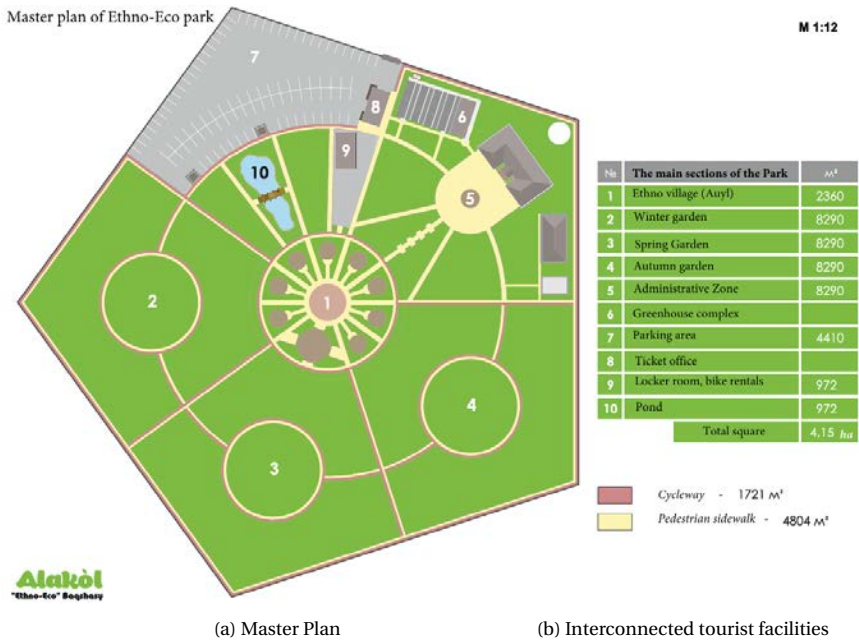 Master plan of Ethno-Eco park
M 1:12
7
8
6
9
10
5
1
2
4
3
№ The main sections of the Park м²
1 Ethno village (Auyl) 2360
2 Winter garden 8290
3 Spring Garden 8290
4 Autumn garden 8290
5 Administrative Zone 8290
6 Greenhouse complex
7 Parking area 4410
8 Ticket office
9 Locker room, bike rentals 972
10 Pond 972
Total square 4,15 ha
Cycleway - 1721 м²
Pedestrian sidewalk - 4804 м²
Alakòl
"Ethno-Eco" Baqshasy
(a) Master Plan
(b) Interconnected tourist facilities